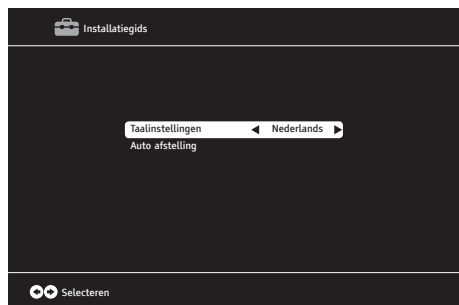 Installatiegids
Taalinstellingen Nederlands
Auto afstelling
Selecteren